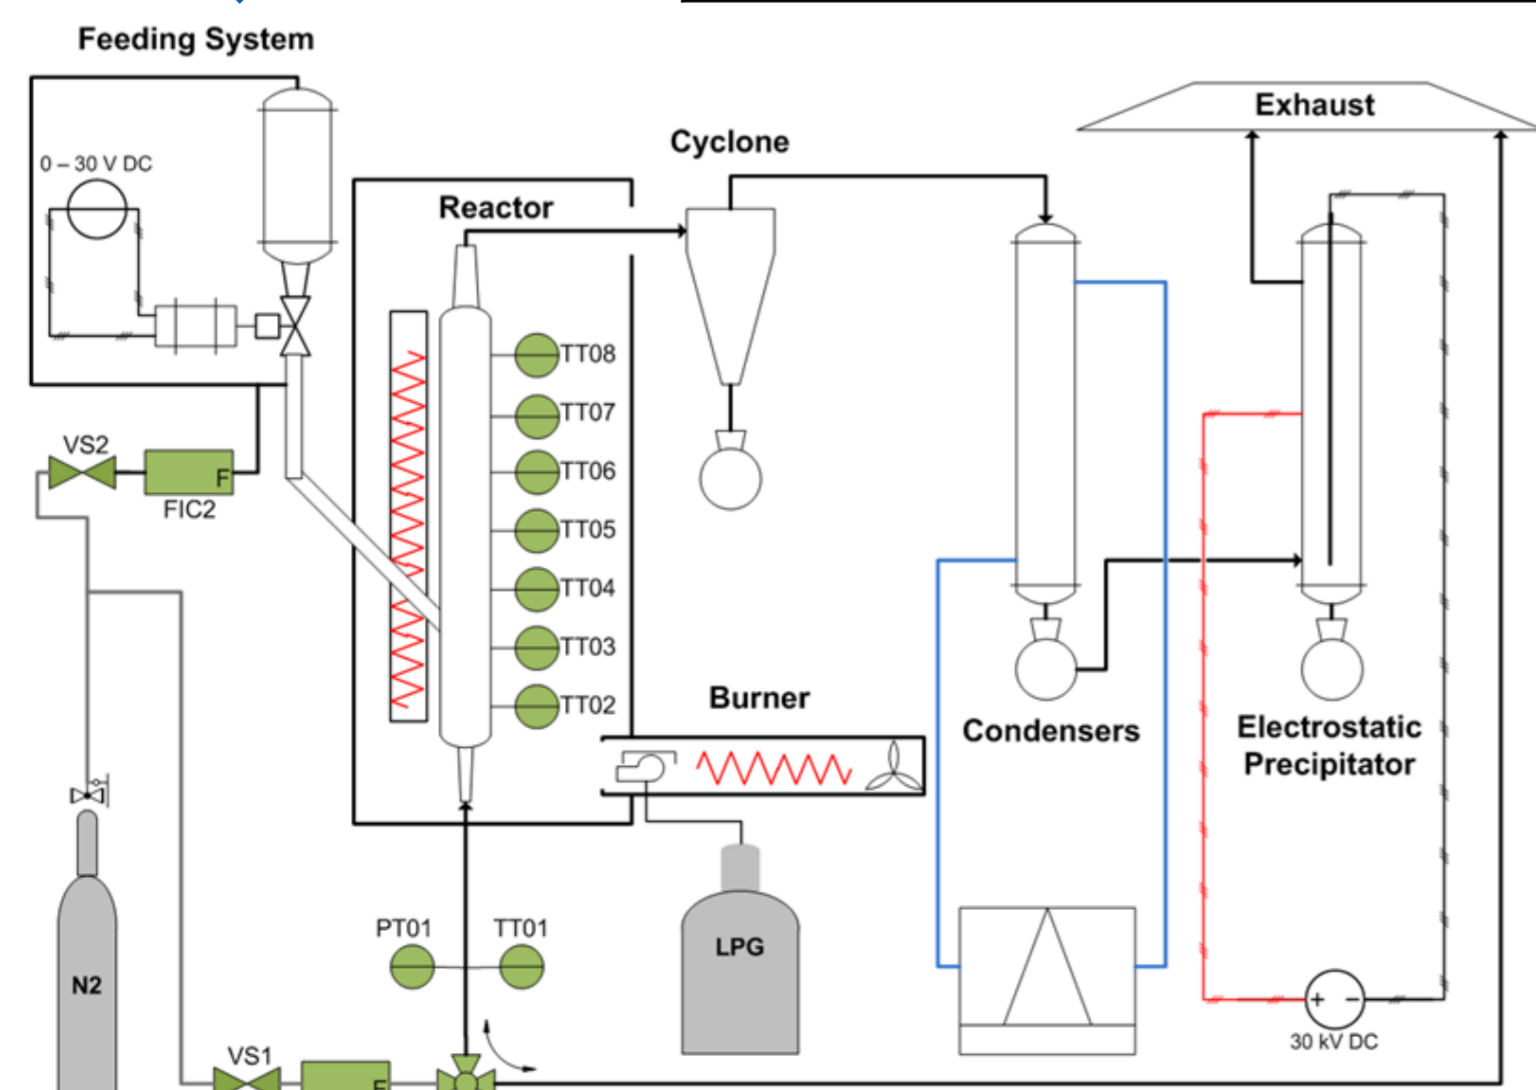 Feeding System
Exhaust
Cyclone
0 – 30 V DC
Reactor
TT08
TT07
VS2
TT06
F
FIC2
TT05
TT04
TT03
TT02
Burner
Condensers
Electrostatic
Precipitator
PT01
TT01
LPG
N2
+ −
30 kV DC
VS1
F